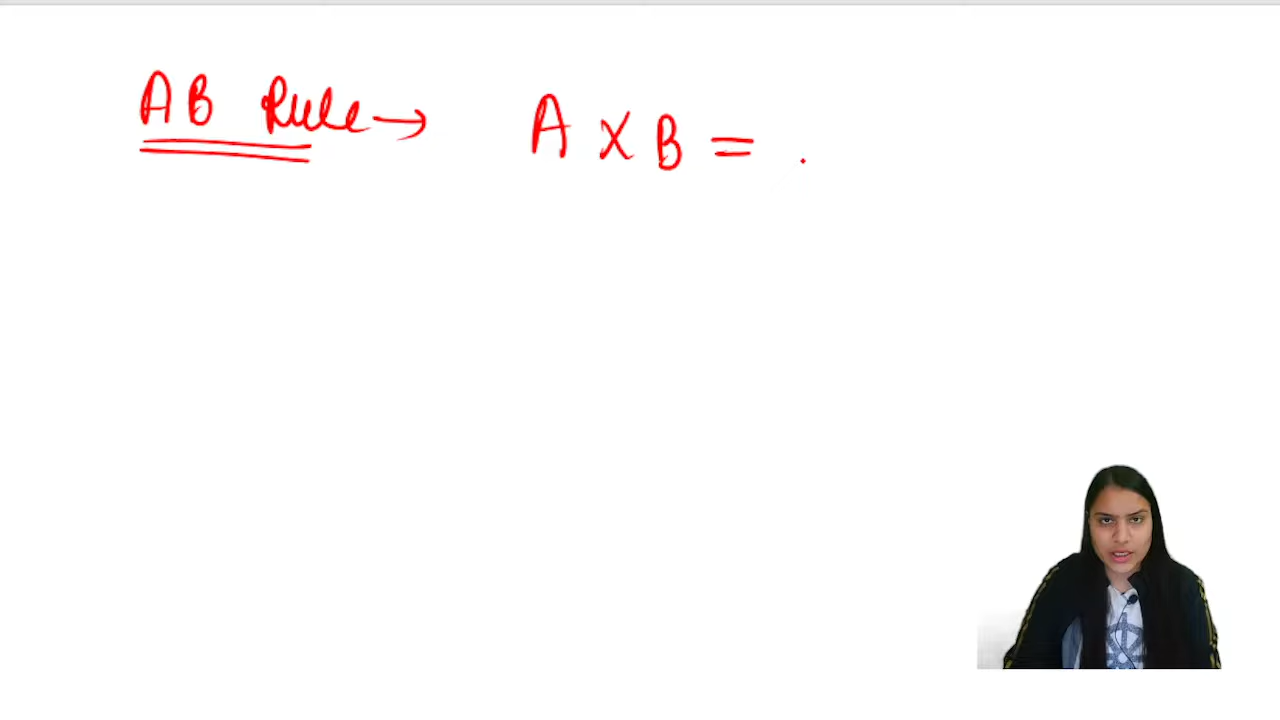 AB Rule → A × B =